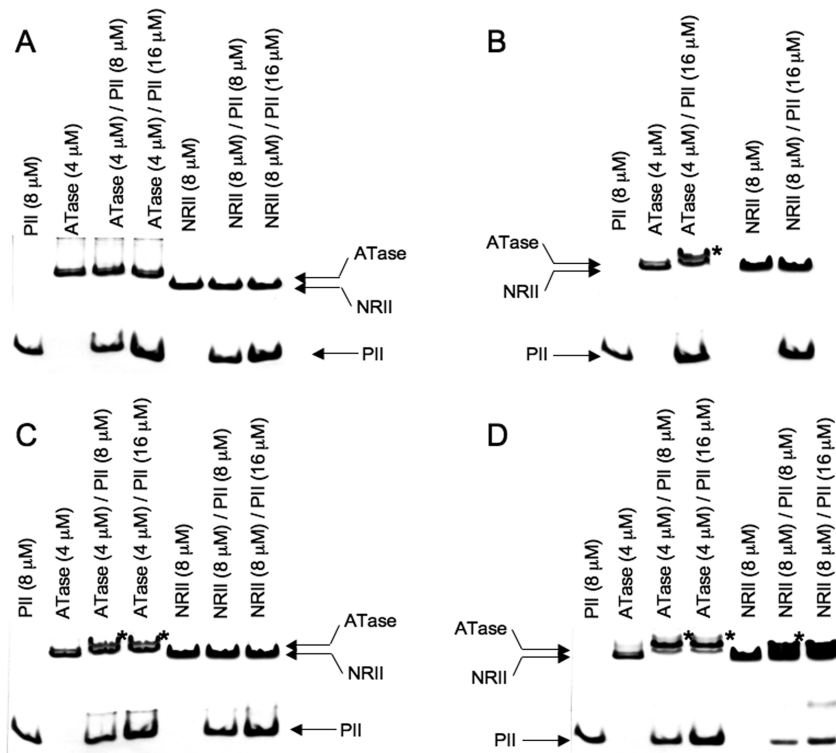 A
PII (8 μM)
ATase (4 μM)
ATase (4 μM) / PII (8 μM)
ATase (4 μM) / PII (16 μM)
NRII (8 μM)
NRII (8 μM) / PII (8 μM)
NRII (8 μM) / PII (16 μM)
ATase
NRII
PII
B
PII (8 μM)
ATase (4 μM)
ATase (4 μM) / PII (16 μM)
NRII (8 μM)
NRII (8 μM) / PII (16 μM)
ATase
*
NRII
PII
C
PII (8 μM)
ATase (4 μM)
ATase (4 μM) / PII (8 μM)
ATase (4 μM) / PII (16 μM)
NRII (8 μM)
NRII (8 μM) / PII (8 μM)
NRII (8 μM) / PII (16 μM)
* *
ATase
NRII
PII
D
PII (8 μM)
ATase (4 μM)
ATase (4 μM) / PII (8 μM)
ATase (4 μM) / PII (16 μM)
NRII (8 μM)
NRII (8 μM) / PII (8 μM)
NRII (8 μM) / PII (16 μM)
ATase
* * *
NRII
PII